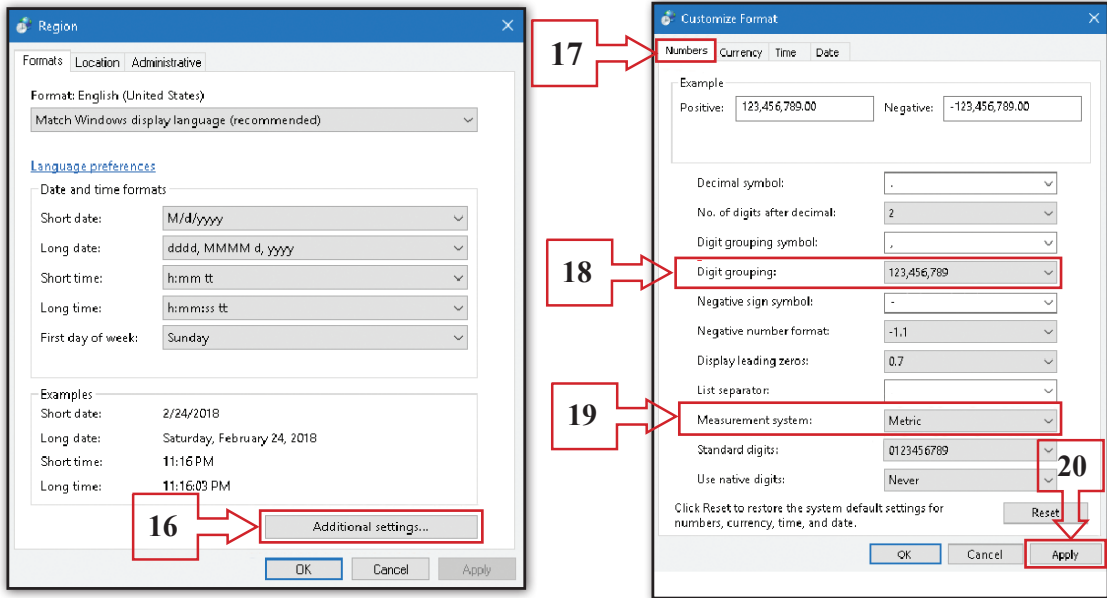 Region
Formats Location Administrative
Format: English (United States)
Match Windows display language (recommended)
Language preferences
Date and time formats
Short date: M/d/yyyy
Long date: dddd, MMMM d, yyyy
Short time: h:mm tt
Long time: h:mm:ss tt
First day of week: Sunday
Examples
Short date: 2/24/2018
Long date: Saturday, February 24, 2018
Short time: 11:16 PM
Long time: 11:16:03 PM
16
Additional settings...
OK Cancel Apply
Customize Format
17
Numbers Currency Time Date
Example
Positive: 123,456,789.00 Negative: -123,456,789.00
Decimal symbol: .
No. of digits after decimal: 2
Digit grouping symbol: ,
18
Digit grouping: 123,456,789
Negative sign symbol: -
Negative number format: -1.1
Display leading zeros: 0.7
List separator:
19
Measurement system: Metric
Standard digits: 0123456789
20
Use native digits: Never
Click Reset to restore the system default settings for
numbers, currency, time, and date.
Reset
OK Cancel Apply